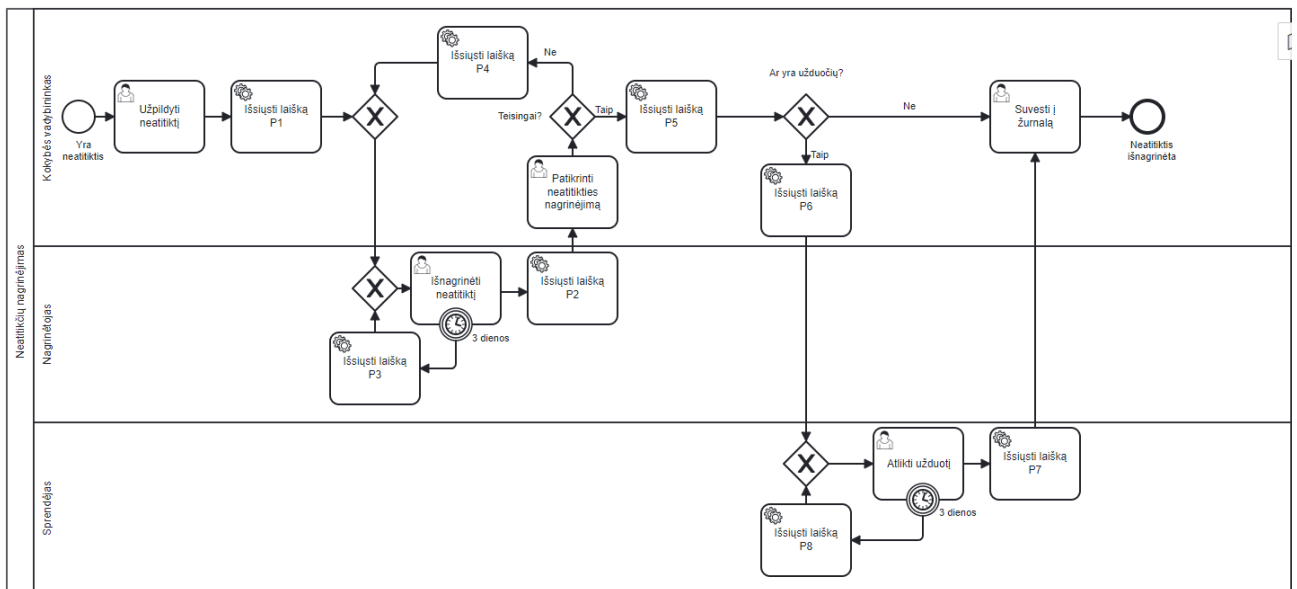 Neatitikčių nagrinėjimas
Kokybės vadybininkas
Yra
neatitiktis
Užpildyti
neatitiktį
Išsiųsti laišką
P1
Išsiųsti laišką
P4
Ne
Teisingai?
Taip
Patikrinti
neatitikties
nagrinėjimą
Išsiųsti laišką
P5
Ar yra užduočių?
Ne
Taip
Išsiųsti laišką
P6
Suvesti į
žurnalą
Neatitiktis
išnagrinėta
Nagrinėtojas
Išnagrinėti
neatitiktį
3 dienos
Išsiųsti laišką
P2
Išsiųsti laišką
P3
Sprendėjas
Atlikti užduotį
3 dienos
Išsiųsti laišką
P7
Išsiųsti laišką
P8